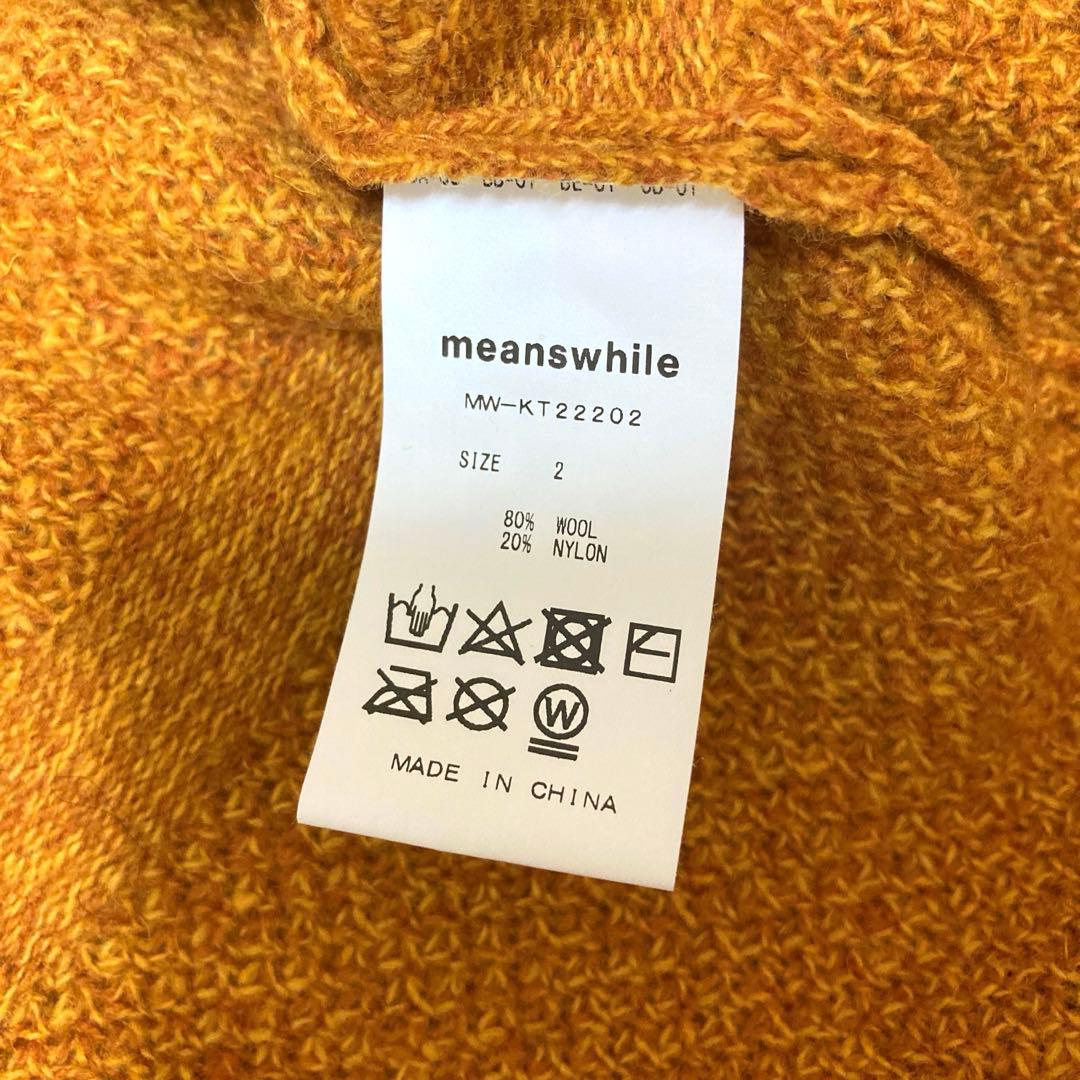 meanswhile
MW-KT22202
SIZE 2
80% WOOL
20% NYLON
W
MADE IN CHINA